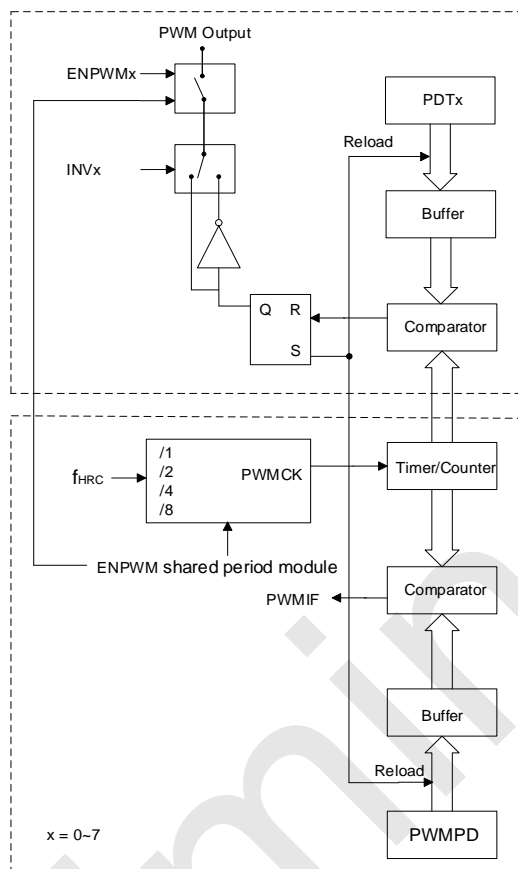 PWM Output
ENPWMx
PDTx
Reload
INVx
Buffer
Q R
S
Comparator
/1
/2
/4
/8
fHRC
PWMCK
Timer/Counter
ENPWM shared period module
PWMIF
Comparator
Buffer
Reload
x = 0~7
PWMPD